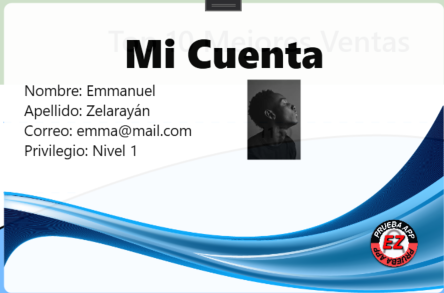 Top 10 Mejores Ventas
Mi Cuenta
Nombre: Emmanuel
Apellido: Zelarayán
Correo: emma@mail.com
Privilegio: Nivel 1
PRUEBA APP
EZ
PRUEBA APP